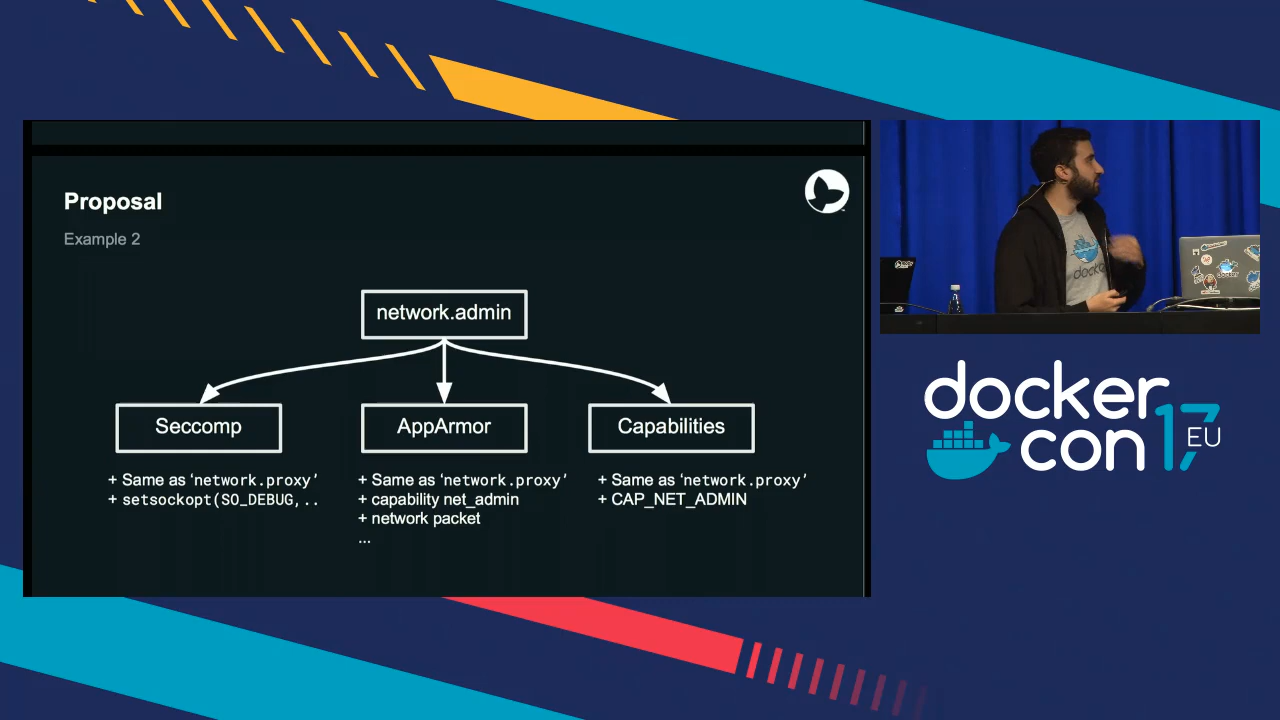 Proposal
Example 2
network.admin
Seccomp
AppArmor
Capabilities
+ Same as 'network.proxy'
+ setsockopt(SO_DEBUG,..
+ Same as 'network.proxy'
+ capability net_admin
+ network packet
...
+ Same as 'network.proxy'
+ CAP_NET_ADMIN
docker
docker
con 17 EU